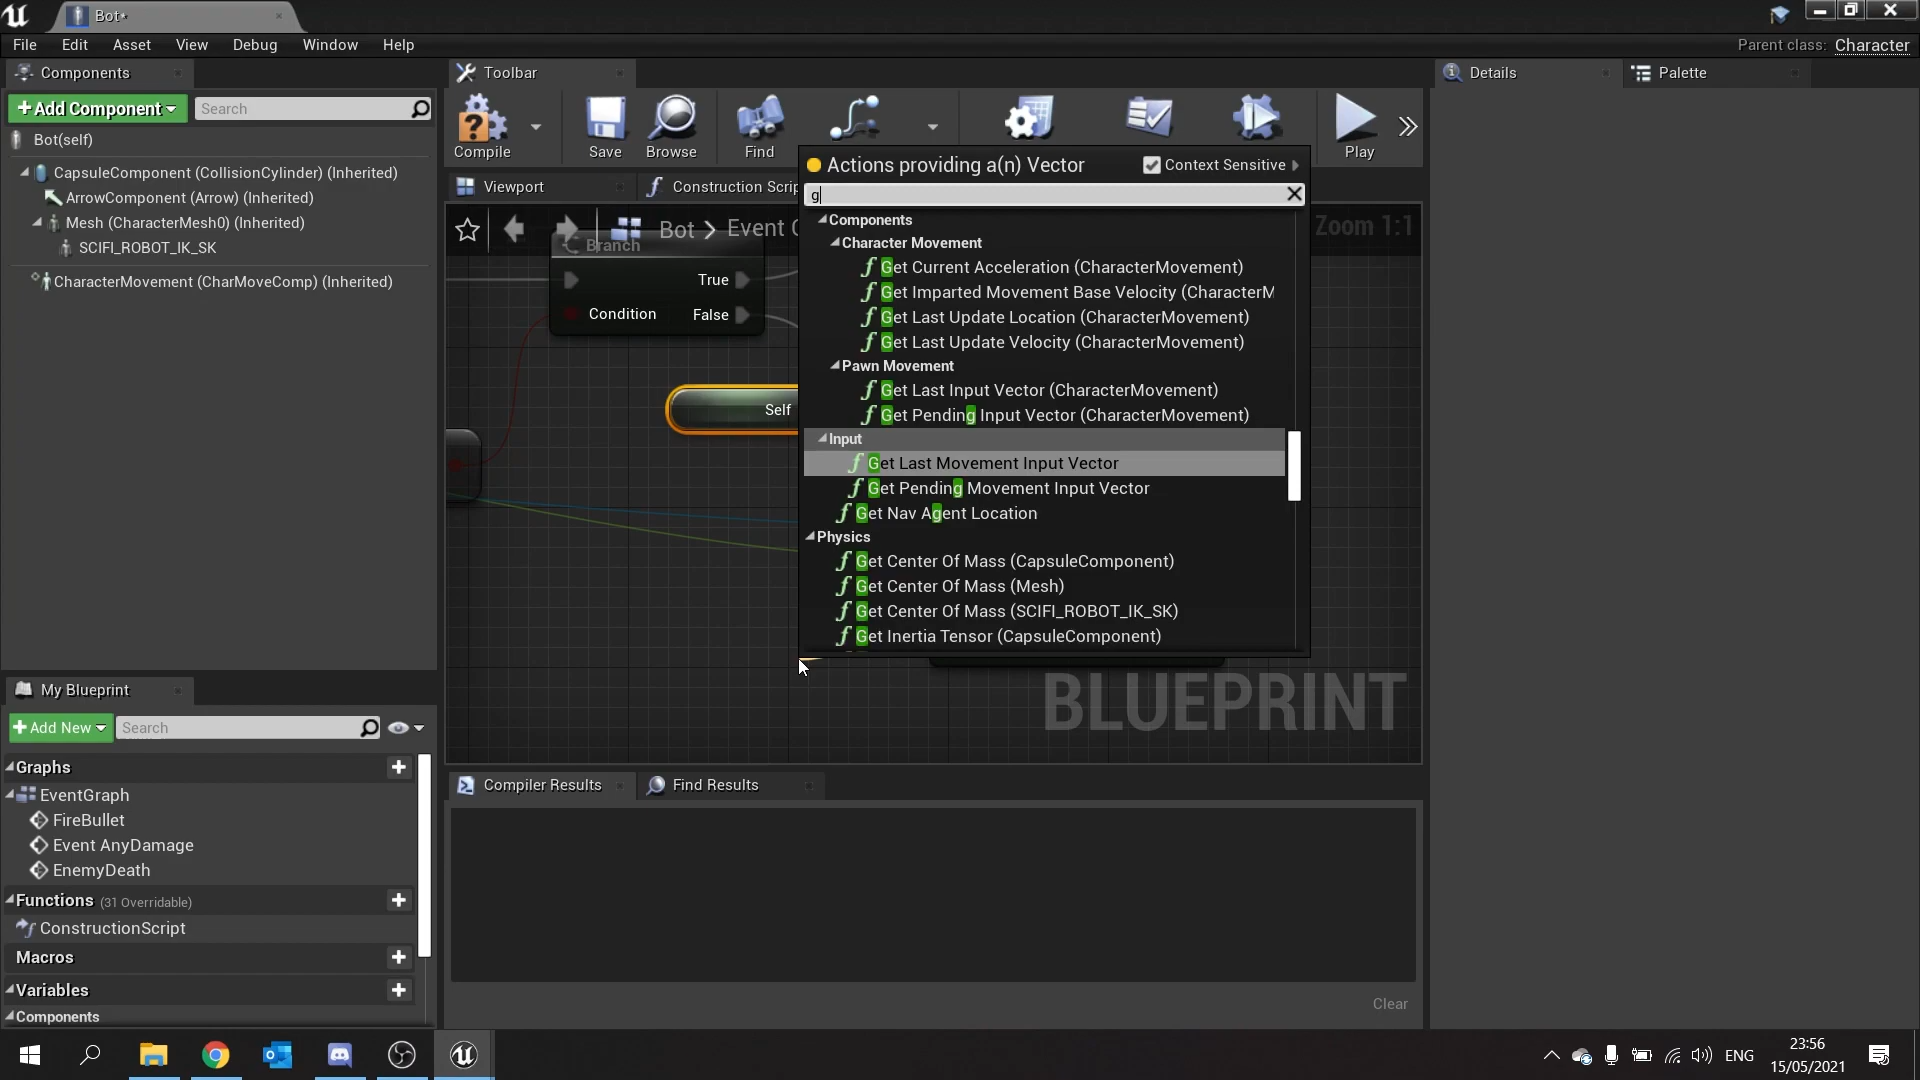 Bot*
File Edit Asset View Debug Window Help
Parent class: Character
Components
+Add Component
Search
Bot(self)
CapsuleComponent (CollisionCylinder) (Inherited)
ArrowComponent (Arrow) (Inherited)
Mesh (CharacterMesh0) (Inherited)
SCIFI_ROBOT_IK_SK
CharacterMovement (CharMoveComp) (Inherited)
Toolbar
Compile
Save
Browse
Find
Play
Viewport
Construction Scrip
Bot > Event G
Zoom 1:1
Branch
True
Condition
False
Self
BLUEPRINT
Actions providing a(n) Vector
Context Sensitive
g
Components
Character Movement
Get Current Acceleration (CharacterMovement)
Get Imparted Movement Base Velocity (CharacterM
Get Last Update Location (CharacterMovement)
Get Last Update Velocity (CharacterMovement)
Pawn Movement
Get Last Input Vector (CharacterMovement)
Get Pending Input Vector (CharacterMovement)
Input
Get Last Movement Input Vector
Get Pending Movement Input Vector
Get Nav Agent Location
Physics
Get Center Of Mass (CapsuleComponent)
Get Center Of Mass (Mesh)
Get Center Of Mass (SCIFI_ROBOT_IK_SK)
Get Inertia Tensor (CapsuleComponent)
Details
Palette
My Blueprint
+Add New
Search
Graphs
EventGraph
FireBullet
Event AnyDamage
EnemyDeath
Functions (31 Overridable)
ConstructionScript
Macros
Variables
Components
Compiler Results
Find Results
Clear
ENG
23:56
15/05/2021